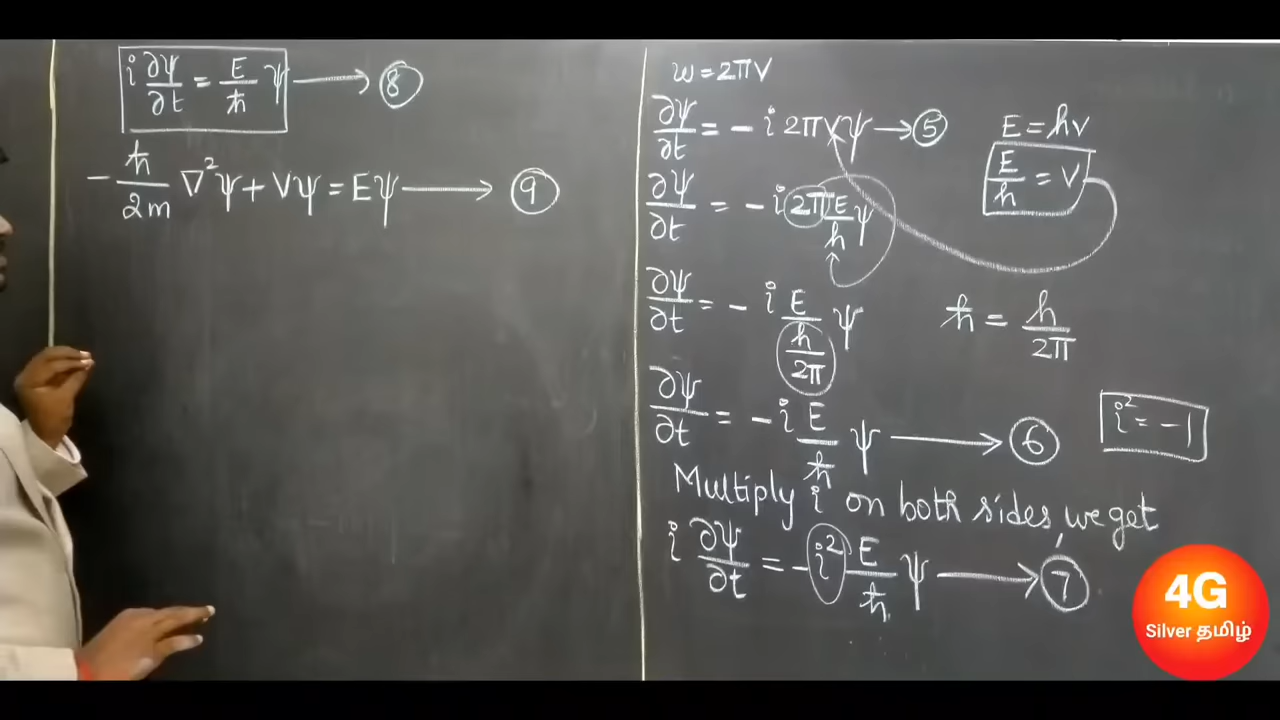 i ∂ψ/∂t = E/ħ ψ ⟶ 8
- ħ/2m ∇²ψ + Vψ = Eψ ⟶ 9
ω = 2πν
∂ψ/∂t = - i 2πνψ → 5
E = hν
E/h = ν
∂ψ/∂t = - i 2π E/h ψ
∂ψ/∂t = - i E/(h/2π) ψ
ħ = h/2π
∂ψ/∂t = - i E/ħ ψ ⟶ 6
i² = -1
Multiply i on both sides, we get
i ∂ψ/∂t = - i² E/ħ ψ ⟶ 7
4G
Silver தமிழ்